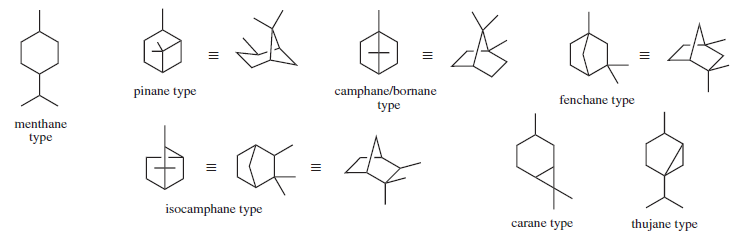 menthane
type
pinane type
≡
camphane/bornane
type
≡
fenchane type
≡
isocamphane type
≡
≡
carane type
thujane type